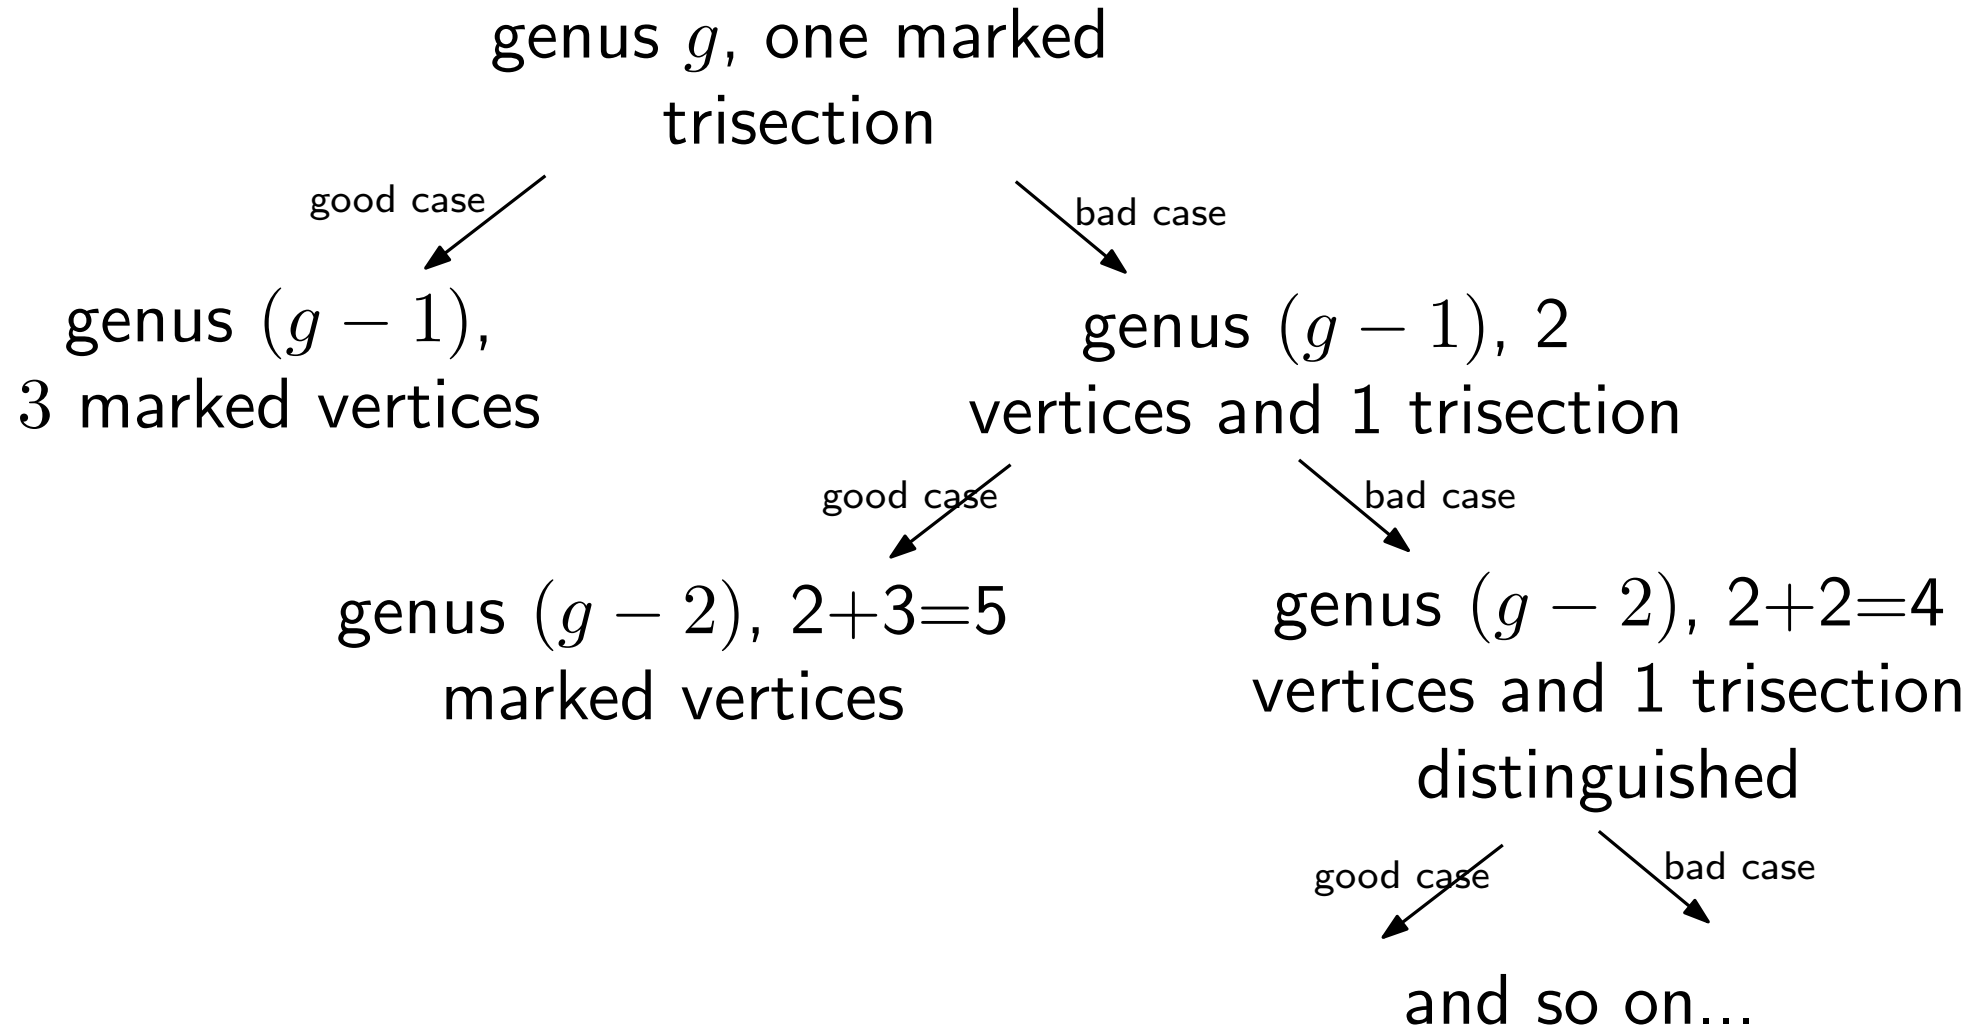 genus g, one marked
trisection
good case
bad case
genus (g − 1),
3 marked vertices
genus (g − 1), 2
vertices and 1 trisection
good case
bad case
genus (g − 2), 2+3=5
marked vertices
genus (g − 2), 2+2=4
vertices and 1 trisection
distinguished
good case
bad case
and so on...